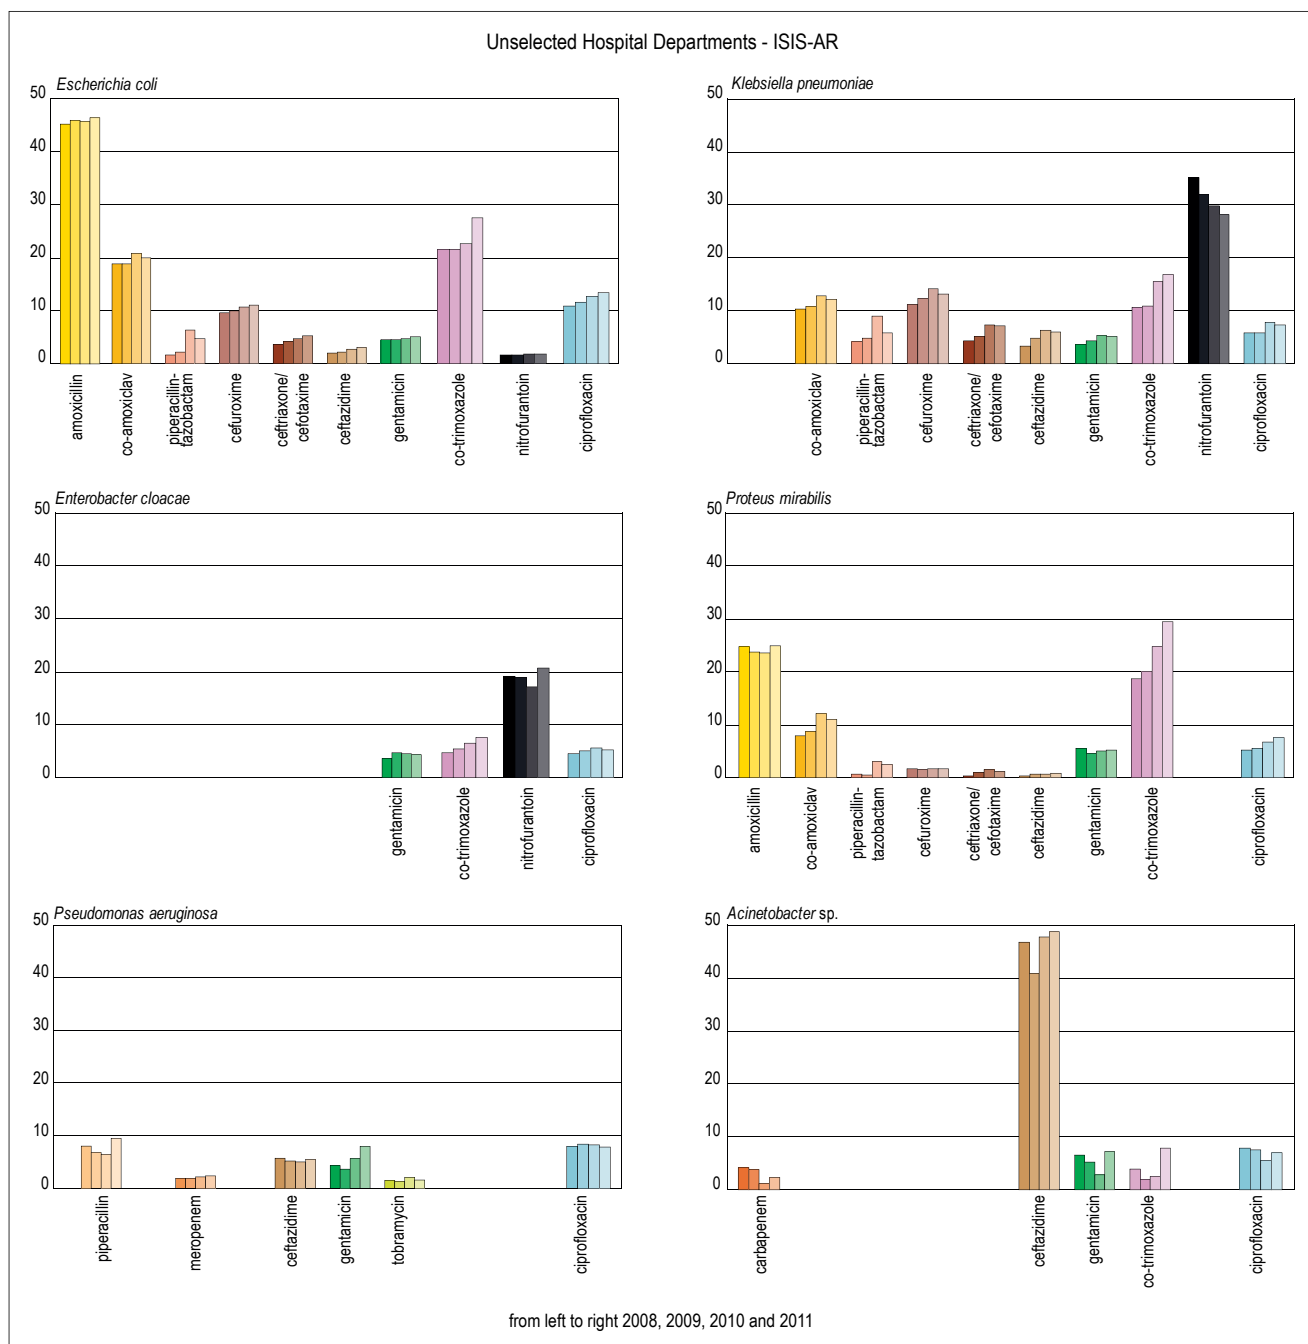 Unselected Hospital Departments - ISIS-AR
Escherichia coli
50
40
30
20
10
0
amoxicillin
co-amoxiclav
piperacillin-
tazobactam
cefuroxime
ceftriaxone/
cefotaxime
ceftazidime
gentamicin
co-trimoxazole
nitrofurantoin
ciprofloxacin
Klebsiella pneumoniae
50
40
30
20
10
0
co-amoxiclav
piperacillin-
tazobactam
cefuroxime
ceftriaxone/
cefotaxime
ceftazidime
gentamicin
co-trimoxazole
nitrofurantoin
ciprofloxacin
Enterobacter cloacae
50
40
30
20
10
0
gentamicin
co-trimoxazole
nitrofurantoin
ciprofloxacin
Proteus mirabilis
50
40
30
20
10
0
amoxicillin
co-amoxiclav
piperacillin-
tazobactam
cefuroxime
ceftriaxone/
cefotaxime
ceftazidime
gentamicin
co-trimoxazole
ciprofloxacin
Pseudomonas aeruginosa
50
40
30
20
10
0
piperacillin
meropenem
ceftazidime
gentamicin
tobramycin
ciprofloxacin
Acinetobacter sp.
50
40
30
20
10
0
carbapenem
ceftazidime
gentamicin
co-trimoxazole
ciprofloxacin
from left to right 2008, 2009, 2010 and 2011